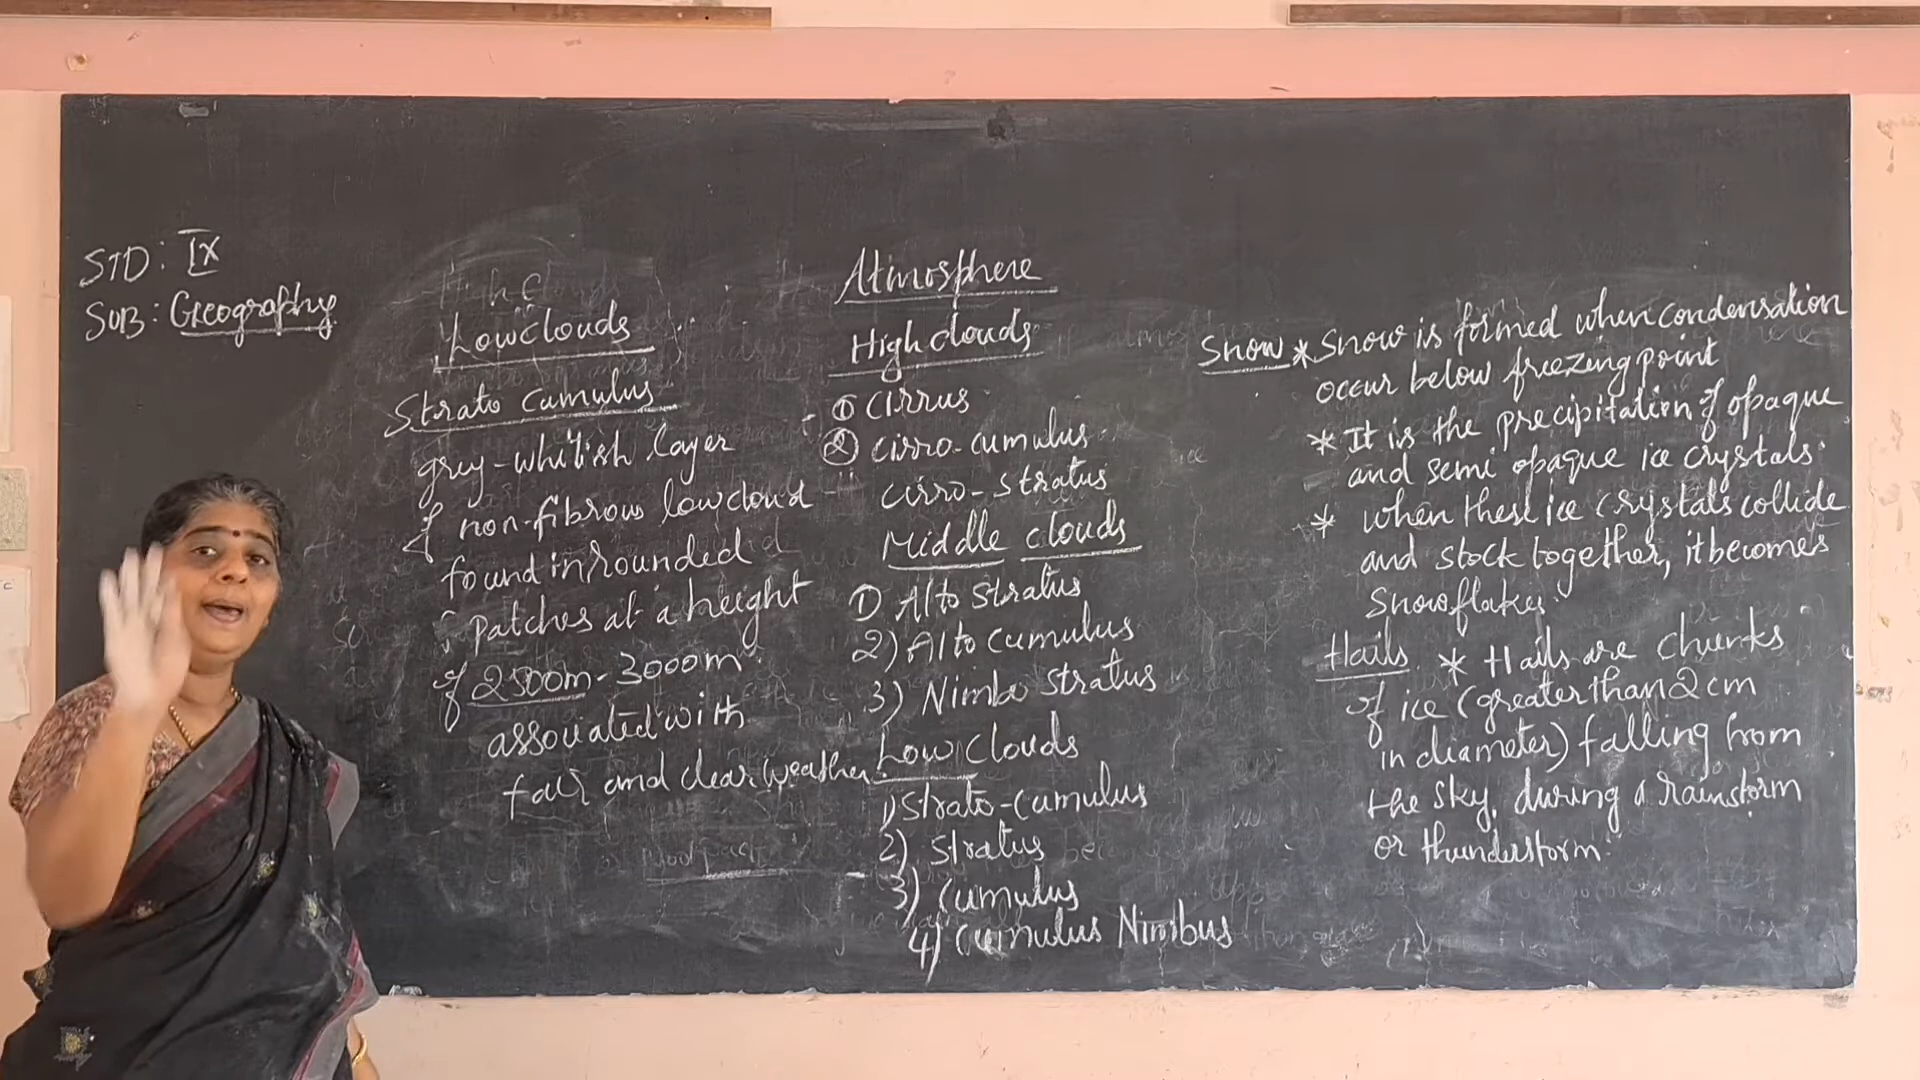 STD: IX
SUB: Geography
Low clouds
Strato cumulus
grey-whitish layer
of non-fibrous low cloud
found in rounded
patches at a height
of 2500m-3000m.
associated with
fair and clear weather.
Atmosphere
High clouds
① Cirrus
② Cirro-cumulus
Cirro-stratus
Middle clouds
① Alto stratus
2) Alto cumulus
3) Nimbo stratus
Low clouds
1) Strato-cumulus
2) Stratus
3) Cumulus
4) Cumulus Nimbus
Snow * Snow is formed when condensation
occur below freezing point
* It is the precipitation of opaque
and semi opaque ice crystals.
* when these ice crystals collide
and stock together, it becomes
Snowflakes.
Hails * Hails are chunks
of ice (greater than 2 cm
in diameter) falling from
the sky, during a rainstorm
or thunderstorm.